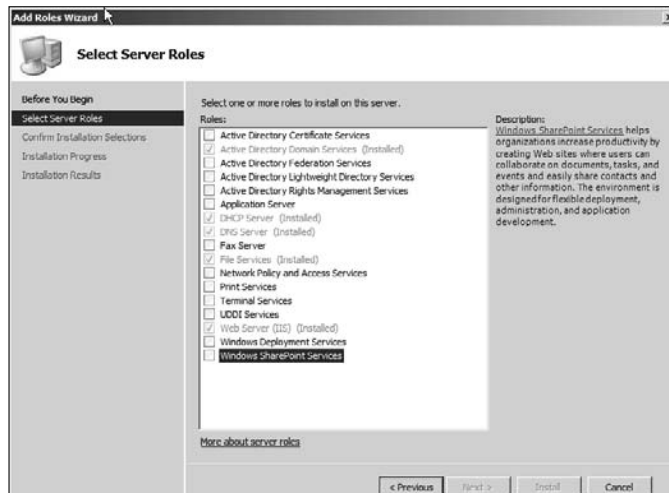 Add Roles Wizard
Select Server Roles
Before You Begin
Select Server Roles
Confirm Installation Selections
Installation Progress
Installation Results
Select one or more roles to install on this server.
Roles:
Active Directory Certificate Services
Active Directory Domain Services (Installed)
Active Directory Federation Services
Active Directory Lightweight Directory Services
Active Directory Rights Management Services
Application Server
DHCP Server (Installed)
DNS Server (Installed)
Fax Server
File Services (Installed)
Network Policy and Access Services
Print Services
Terminal Services
UDDI Services
Web Server (IIS) (Installed)
Windows Deployment Services
Windows SharePoint Services
More about server roles
Description:
Windows SharePoint Services helps
organizations increase productivity by
creating Web sites where users can
collaborate on documents, tasks, and
events and easily share contacts and
other information. The environment is
designed for flexible deployment,
administration, and application
development.
< Previous
Next >
Install
Cancel